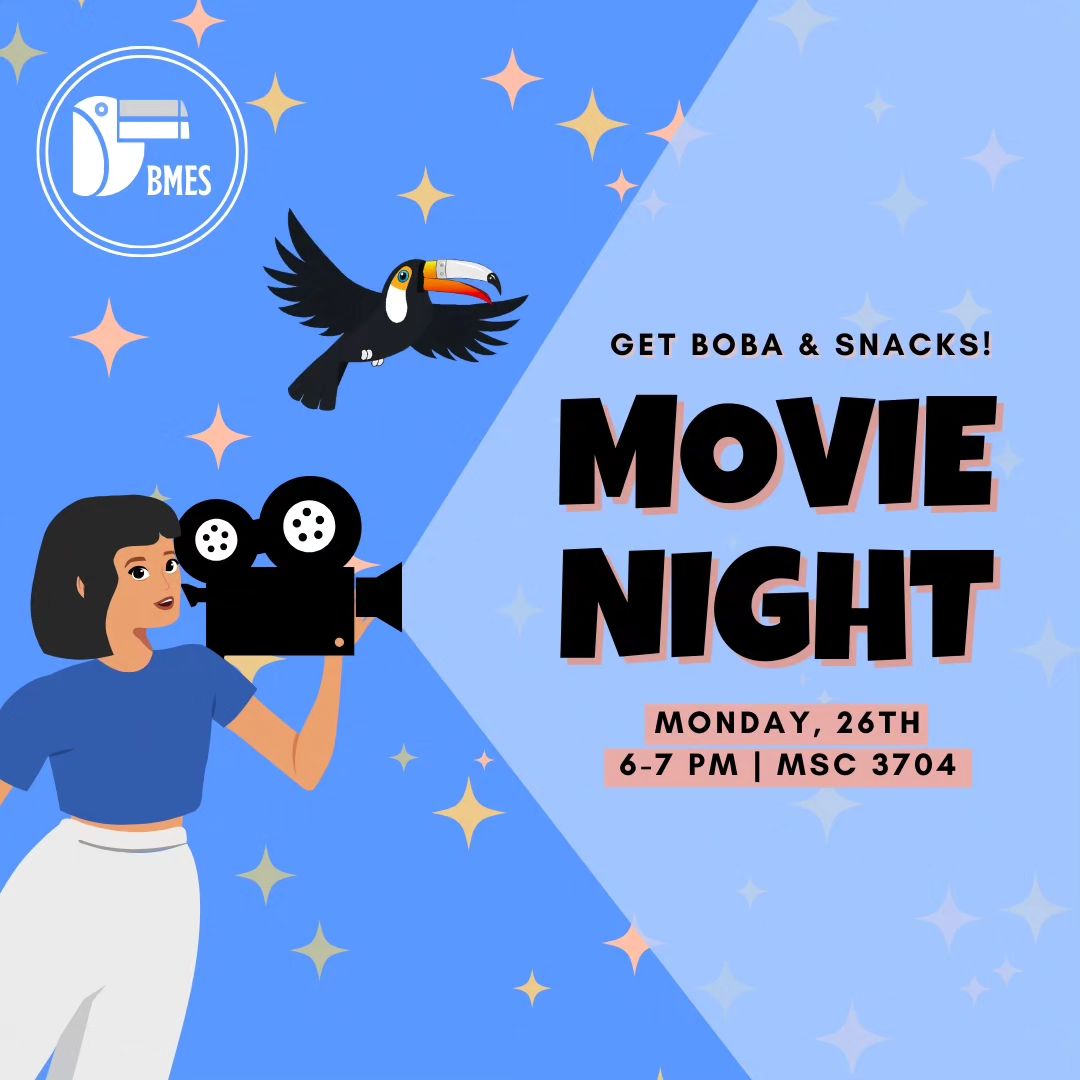 BMES
GET BOBA & SNACKS!
MOVIE
NIGHT
MONDAY, 26TH
6-7 PM | MSC 3704